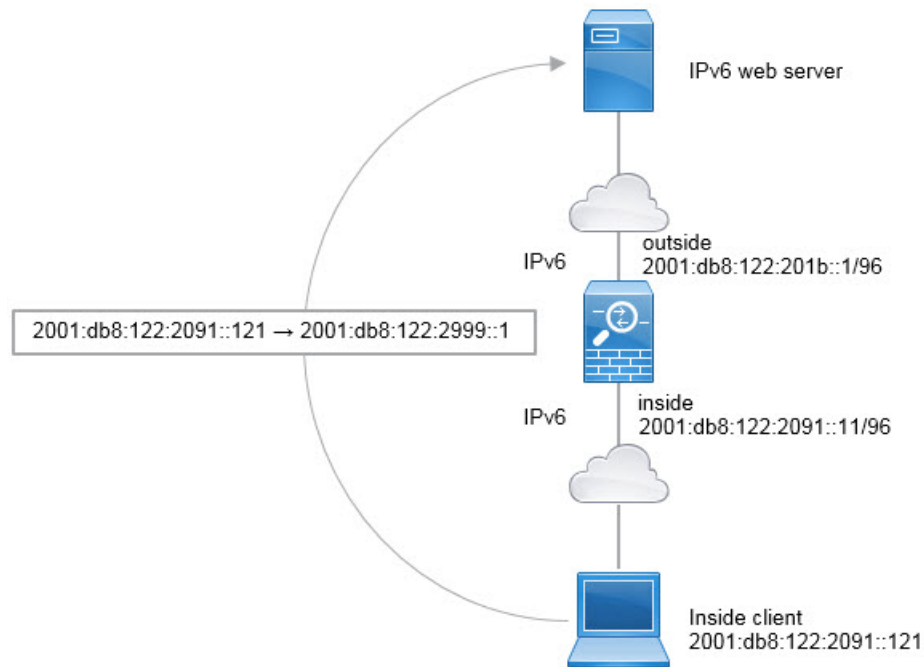 IPv6 web server
outside
IPv6
2001:db8:122:201b::1/96
2001:db8:122:2091::121 → 2001:db8:122:2999::1
inside
IPv6
2001:db8:122:2091::11/96
Inside client
2001:db8:122:2091::121